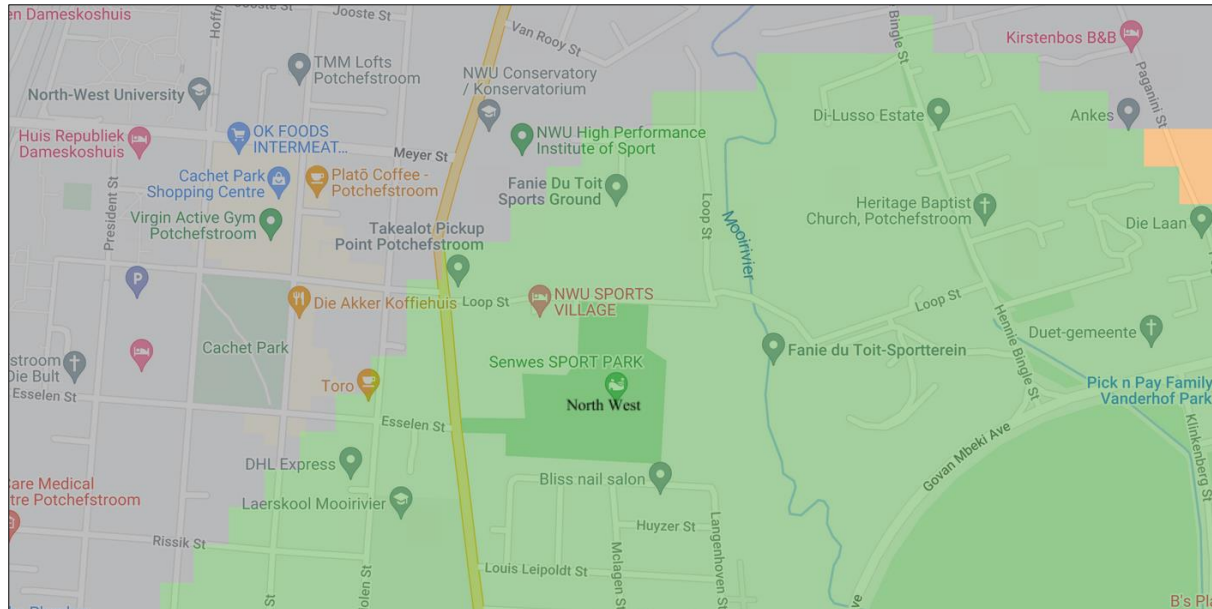 en Dameskoshuis
Jooste St
Jooste St
Hoffn
Van Rooy St
Bingle St
Kirstenbos B&B
Paganini St
TMM Lofts
Potchefstroom
NWU Conservatory
/ Konservatorium
North-West University
Di-Lusso Estate
Ankes
Huis Republiek
Dameskoshuis
OK FOODS
INTERMEAT...
NWU High Performance
Institute of Sport
Meyer St
Cachet Park
Shopping Centre
Platō Coffee -
Potchefstroom
Fanie Du Toit
Sports Ground
President St
Loop St
Mooirivier
Heritage Baptist
Church, Potchefstroom
Virgin Active Gym
Potchefstroom
Takealot Pickup
Point Potchefstroom
Die Laan
P
Die Akker Koffiehuis
Loop St
NWU SPORTS
VILLAGE
Loop St
Hennie Bingle St
Duet-gemeente
Cachet Park
stroom
Die Bult
Senwes SPORT PARK
Fanie du Toit-Sportterein
Toro
North West
Pick n Pay Family
Vanderhof Park
Esselen St
Esselen St
Govan Mbeki Ave
Klinkenberg St
DHL Express
Bliss nail salon
Care Medical
tre Potchefstroom
Laerskool Mooirivier
Huyzer St
Langenhoven St
Rissik St
Mclagen St
Louis Leipoldt St
St
olen St
ve
B's Pla